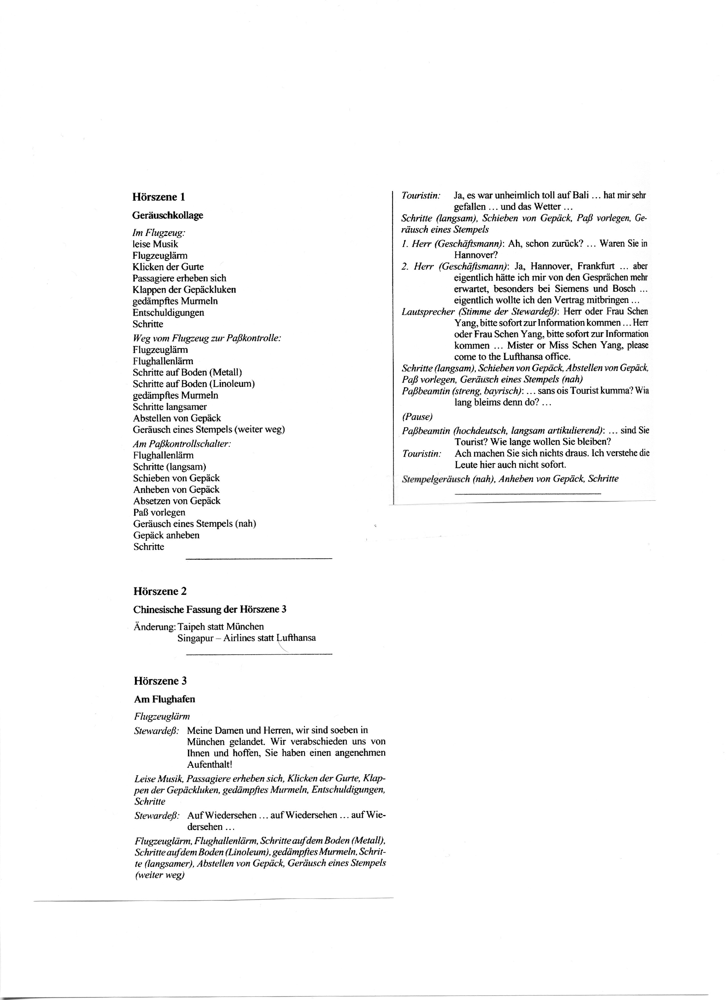 Hörszene 1
Geräuschkollage
Im Flugzeug:
leise Musik
Flugzeuglärm
Klicken der Gurte
Passagiere erheben sich
Klappen der Gepäckluken
gedämpftes Murmeln
Entschuldigungen
Schritte
Weg vom Flugzeug zur Paßkontrolle:
Flugzeuglärm
Flughallenlärm
Schritte auf Boden (Metall)
Schritte auf Boden (Linoleum)
gedämpftes Murmeln
Schritte langsamer
Abstellen von Gepäck
Geräusch eines Stempels (weiter weg)
Am Paßkontrollschalter:
Flughallenlärm
Schritte (langsam)
Schieben von Gepäck
Anheben von Gepäck
Absetzen von Gepäck
Paß vorlegen
Geräusch eines Stempels (nah)
Gepäck anheben
Schritte
Hörszene 2
Chinesische Fassung der Hörszene 3
Änderung: Taipeh statt München
Singapur – Airlines statt Lufthansa
Hörszene 3
Am Flughafen
Flugzeuglärm
Stewardeß: Meine Damen und Herren, wir sind soeben in
München gelandet. Wir verabschieden uns von
Ihnen und hoffen, Sie haben einen angenehmen
Aufenthalt!
Leise Musik, Passagiere erheben sich, Klicken der Gurte, Klap-
pen der Gepäckluken, gedämpftes Murmeln, Entschuldigungen,
Schritte
Stewardeß: Auf Wiedersehen ... auf Wiedersehen ... auf Wie-
dersehen ...
Flugzeuglärm, Flughallenlärm, Schritte auf dem Boden (Metall),
Schritte auf dem Boden (Linoleum), gedämpftes Murmeln, Schrit-
te (langsamer), Abstellen von Gepäck, Geräusch eines Stempels
(weiter weg)
Touristin: Ja, es war unheimlich toll auf Bali ... hat mir sehr
gefallen ... und das Wetter ...
Schritte (langsam), Schieben von Gepäck, Paß vorlegen, Ge-
räusch eines Stempels
1. Herr (Geschäftsmann): Ah, schon zurück? ... Waren Sie in
Hannover?
2. Herr (Geschäftsmann): Ja, Hannover, Frankfurt ... aber
eigentlich hätte ich mir von den Gesprächen mehr
erwartet, besonders bei Siemens und Bosch ...
eigentlich wollte ich den Vertrag mitbringen ...
Lautsprecher (Stimme der Stewardeß): Herr oder Frau Schen
Yang, bitte sofort zur Information kommen ... Herr
oder Frau Schen Yang, bitte sofort zur Information
kommen ... Mister or Miss Schen Yang, please
come to the Lufthansa office.
Schritte (langsam), Schieben von Gepäck, Abstellen von Gepäck,
Paß vorlegen, Geräusch eines Stempels (nah)
Paßbeamtin (streng, bayrisch): ... sans ois Tourist kumma? Wia
lang bleims denn do? ...
(Pause)
Paßbeamtin (hochdeutsch, langsam artikulierend): ... sind Sie
Tourist? Wie lange wollen Sie bleiben?
Touristin: Ach machen Sie sich nichts draus. Ich verstehe die
Leute hier auch nicht sofort.
Stempelgeräusch (nah), Anheben von Gepäck, Schritte